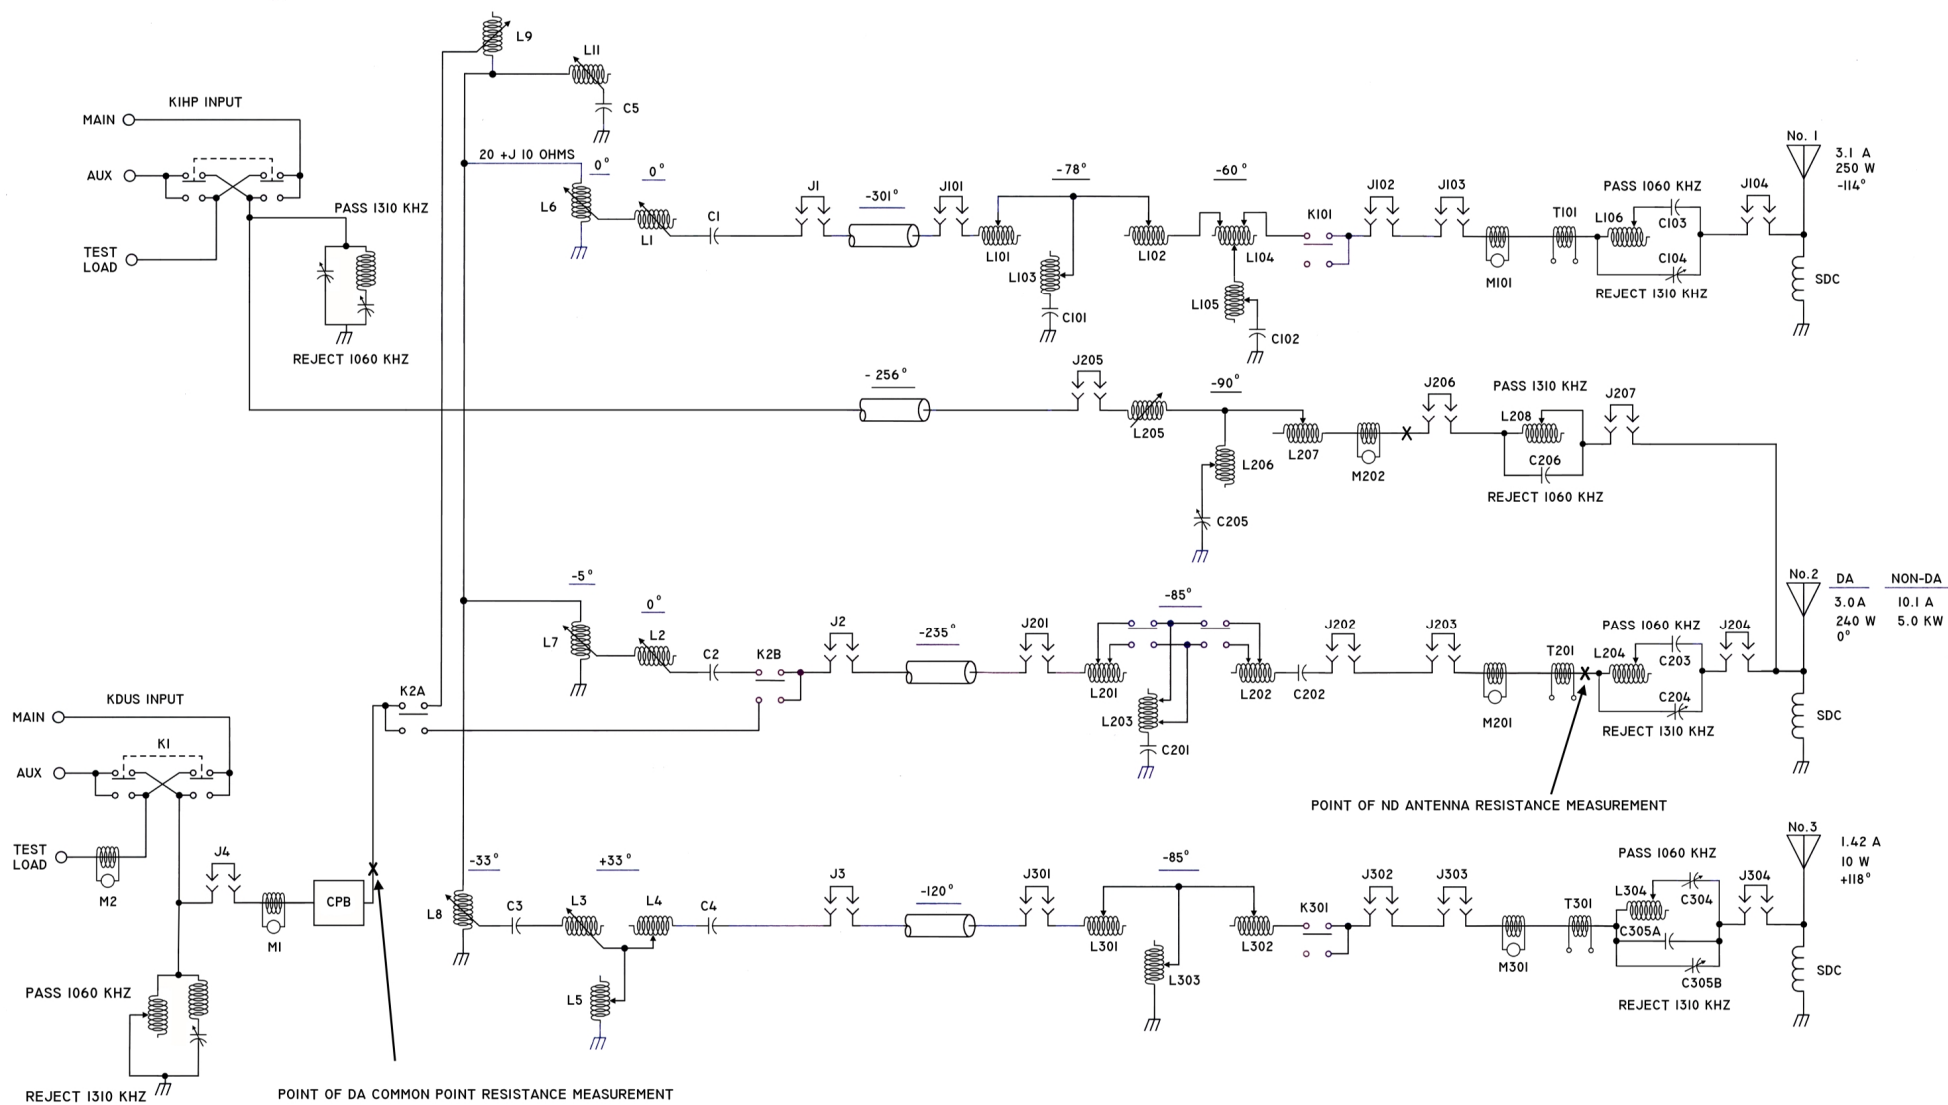 L9
L11
C5
KIHP INPUT
MAIN
AUX
TEST
LOAD
PASS 1310 KHZ
REJECT 1060 KHZ
20 +J 10 OHMS
0°
0°
L6
L1
C1
J1
-301°
J101
L101
-78°
L103
C101
L102
-60°
L104
L105
C102
K101
J102
J103
M101
T101
PASS 1060 KHZ
L106
C103
C104
REJECT 1310 KHZ
J104
No. 1
3.1 A
250 W
-114°
SDC
- 256°
J205
L205
-90°
L206
C205
L207
M202
J206
PASS 1310 KHZ
L208
C206
REJECT 1060 KHZ
J207
-5°
L7
0°
L2
C2
K2B
J2
-235°
J201
L201
-85°
L203
C201
L202
C202
J202
J203
M201
T201
PASS 1060 KHZ
L204
C203
C204
REJECT 1310 KHZ
J204
No.2
DA
NON-DA
3.0A
10.1 A
240 W
5.0 KW
0°
SDC
POINT OF ND ANTENNA RESISTANCE MEASUREMENT
K2A
KDUS INPUT
MAIN
K1
AUX
TEST
LOAD
M2
J4
M1
CPB
PASS 1060 KHZ
REJECT 1310 KHZ
POINT OF DA COMMON POINT RESISTANCE MEASUREMENT
-33°
L8
C3
+33°
L3
L4
L5
C4
J3
-120°
J301
L301
-85°
L303
L302
K301
J302
J303
M301
T301
PASS 1060 KHZ
L304
C304
C305A
C305B
REJECT 1310 KHZ
J304
No.3
1.42 A
10 W
+118°
SDC